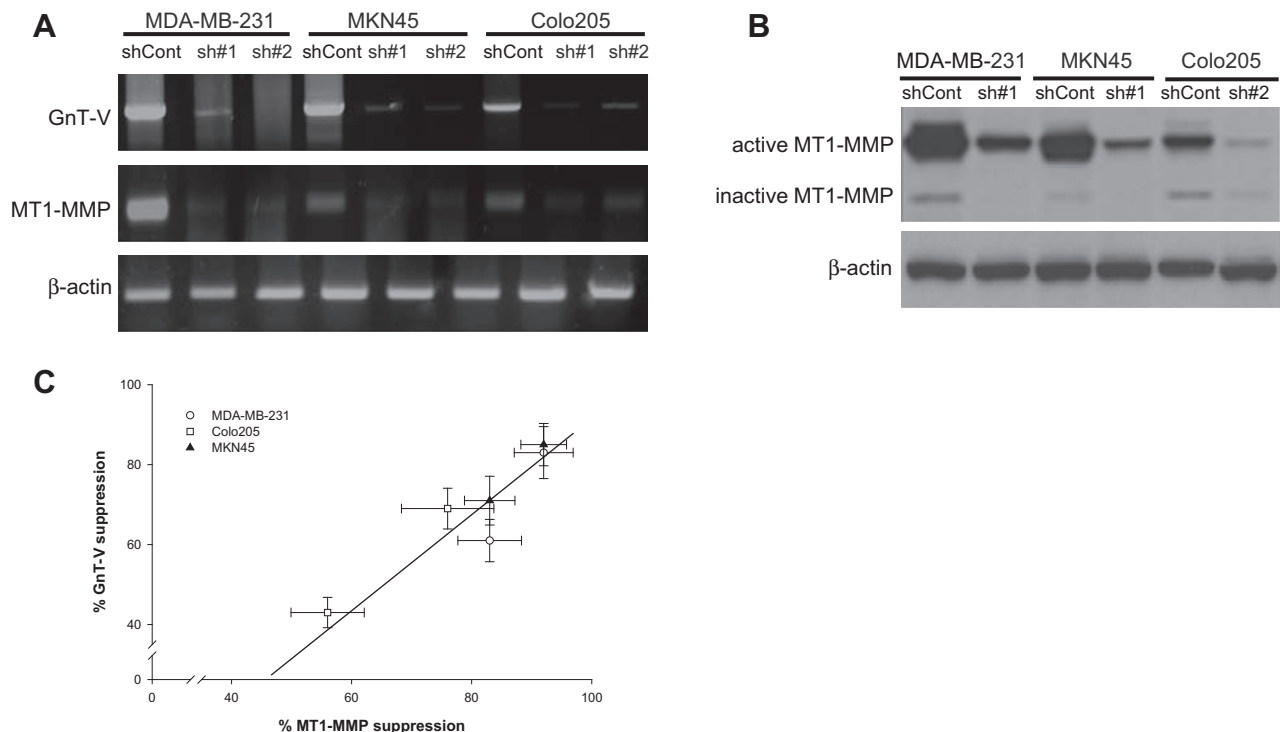 A
MDA-MB-231 MKN45 Colo205
shCont sh#1 sh#2 shCont sh#1 sh#2 shCont sh#1 sh#2
GnT-V
MT1-MMP
β-actin
B
MDA-MB-231 MKN45 Colo205
shCont sh#1 shCont sh#1 shCont sh#2
active MT1-MMP
inactive MT1-MMP
β-actin
C
100
80
60
40
0
% GnT-V suppression
MDA-MB-231
Colo205
MKN45
0 40 60 80 100
% MT1-MMP suppression